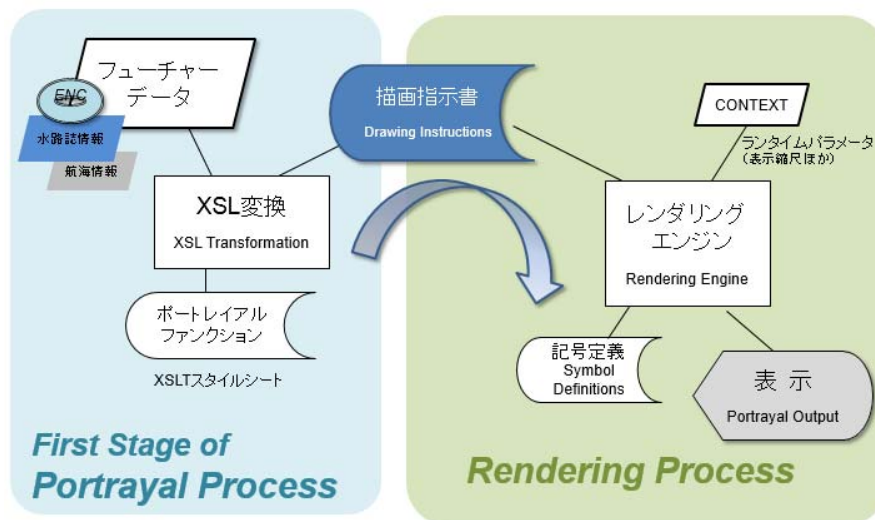 フューチャー
データ
ENC
水路誌情報
航海情報
XSL変換
XSL Transformation
ポートレイアル
ファンクション
XSLTスタイルシート
First Stage of
Portrayal Process
描画指示書
Drawing Instructions
CONTEXT
ランタイムパラメータ
(表示縮尺ほか)
レンダリング
エンジン
Rendering Engine
記号定義
Symbol
Definitions
表 示
Portrayal Output
Rendering Process